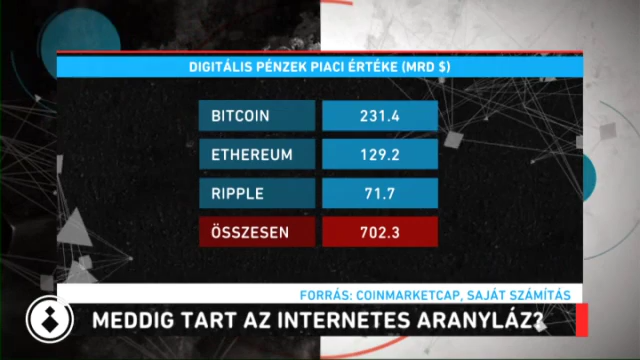 DIGITÁLIS PÉNZEK PIACI ÉRTÉKE (MRD $)
BITCOIN 231.4
ETHEREUM 129.2
RIPPLE 71.7
ÖSSZESEN 702.3
FORRÁS: COINMARKETCAP, SAJÁT SZÁMÍTÁS
MEDDIG TART AZ INTERNETES ARANYLÁZ?